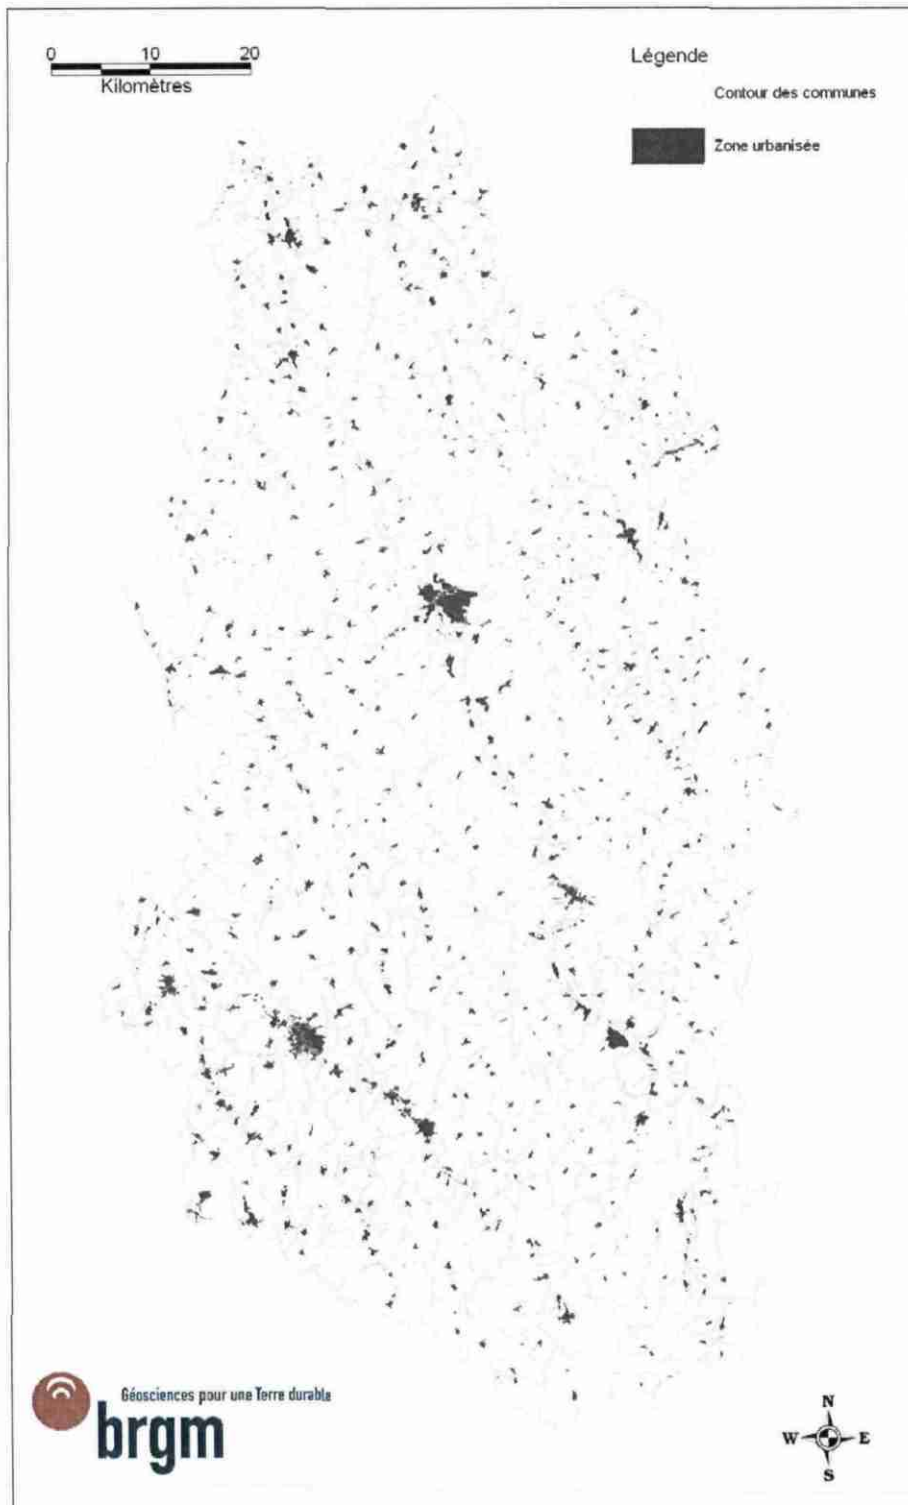 0 10 20
Kilomètres
Légende
Contour des communes
Zone urbanisée
Géosciences pour une Terre durable
brgm
N
W E
S